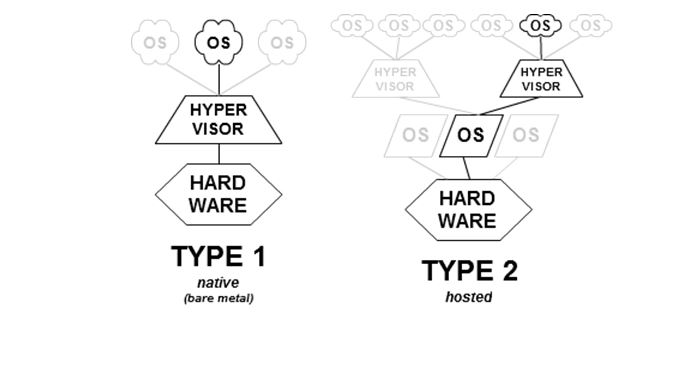 OS OS OS
HYPER
VISOR
HARD
WARE
TYPE 1
native
(bare metal)
OS OS OS OS OS OS
HYPER
VISOR
HYPER
VISOR
OS OS OS
HARD
WARE
TYPE 2
hosted